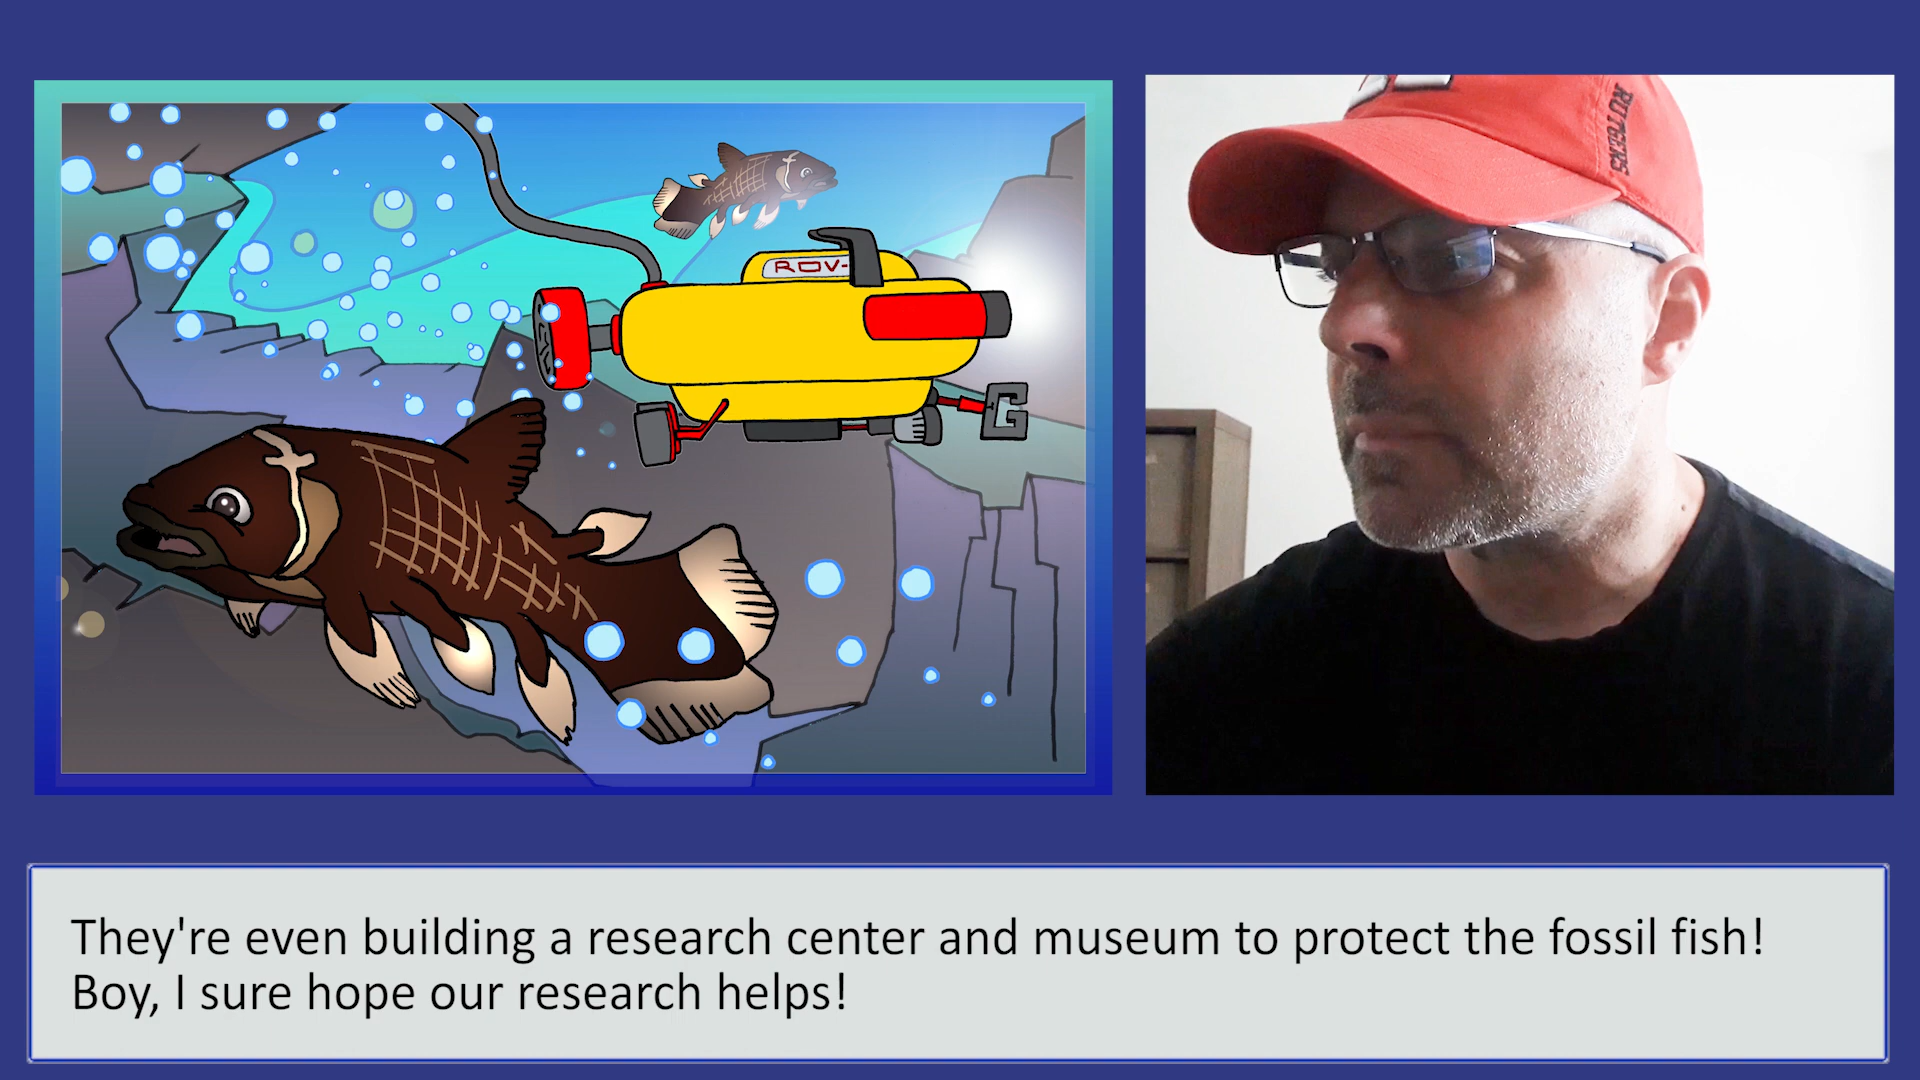 ROV-
RUTGERS
They're even building a research center and museum to protect the fossil fish!
Boy, I sure hope our research helps!